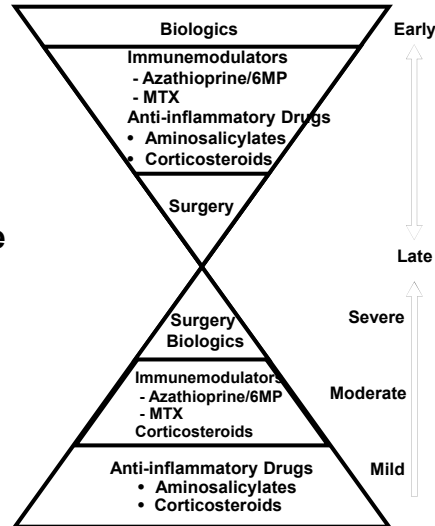 Biologics
Early
Immunemodulators
- Azathioprine/6MP
- MTX
Anti-inflammatory Drugs
• Aminosalicylates
• Corticosteroids
Surgery
e
Late
Surgery
Biologics
Severe
Immunemodulators
- Azathioprine/6MP
- MTX
Corticosteroids
Moderate
Anti-inflammatory Drugs
• Aminosalicylates
• Corticosteroids
Mild